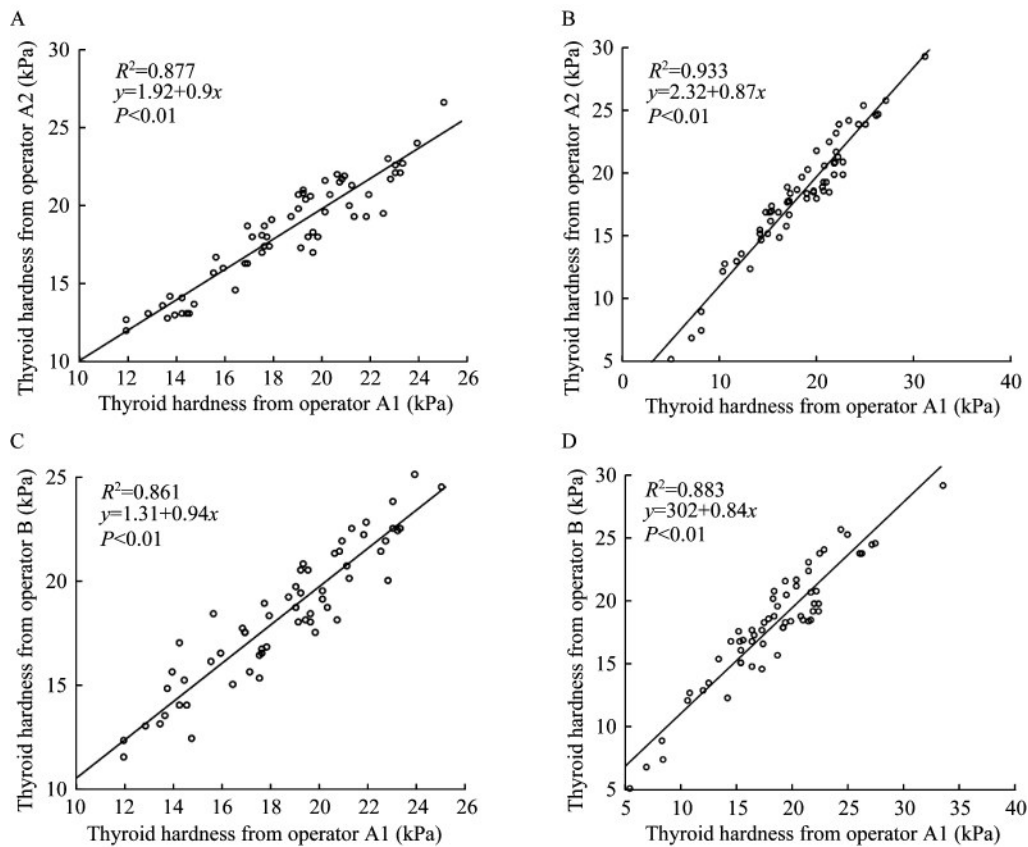 A
Thyroid hardness from operator A2 (kPa)
30
25
20
15
10
R²=0.877
y=1.92+0.9x
P<0.01
10 12 14 16 18 20 22 24 26
Thyroid hardness from operator A1 (kPa)
B
Thyroid hardness from operator A2 (kPa)
30
25
20
15
10
5
R²=0.933
y=2.32+0.87x
P<0.01
0 10 20 30 40
Thyroid hardness from operator A1 (kPa)
C
Thyroid hardness from operator B (kPa)
25
20
15
10
R²=0.861
y=1.31+0.94x
P<0.01
10 12 14 16 18 20 22 24 26
Thyroid hardness from operator A1 (kPa)
D
Thyroid hardness from operator B (kPa)
30
25
20
15
10
5
R²=0.883
y=302+0.84x
P<0.01
5 10 15 20 25 30 35 40
Thyroid hardness from operator A1 (kPa)